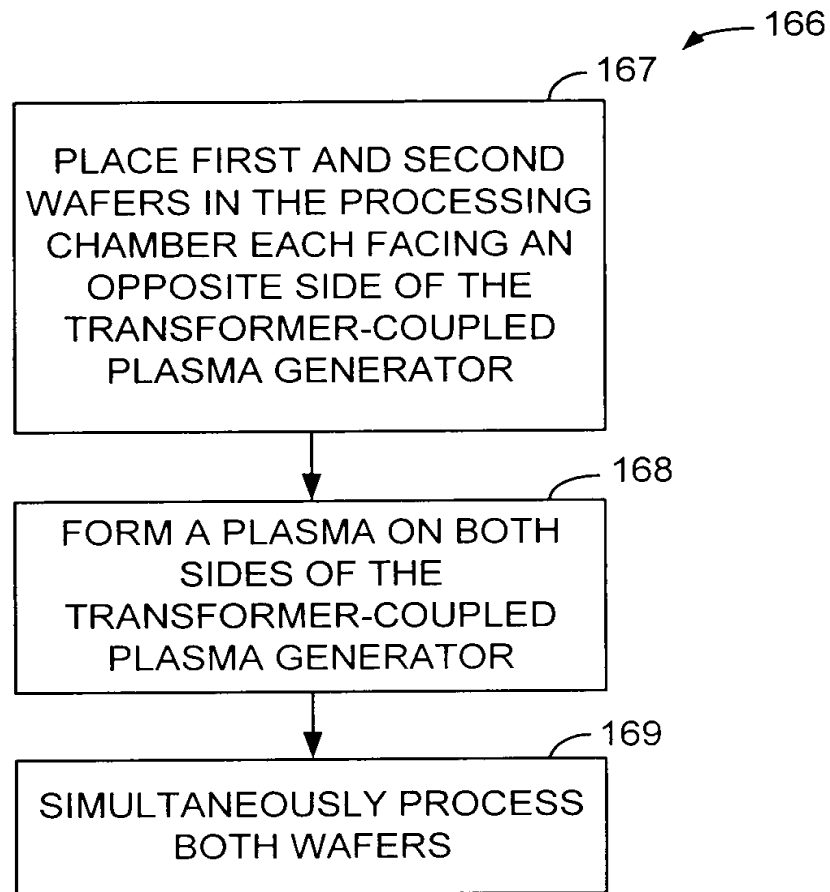 166
167
PLACE FIRST AND SECOND
WAFERS IN THE PROCESSING
CHAMBER EACH FACING AN
OPPOSITE SIDE OF THE
TRANSFORMER-COUPLED
PLASMA GENERATOR
168
FORM A PLASMA ON BOTH
SIDES OF THE
TRANSFORMER-COUPLED
PLASMA GENERATOR
169
SIMULTANEOUSLY PROCESS
BOTH WAFERS